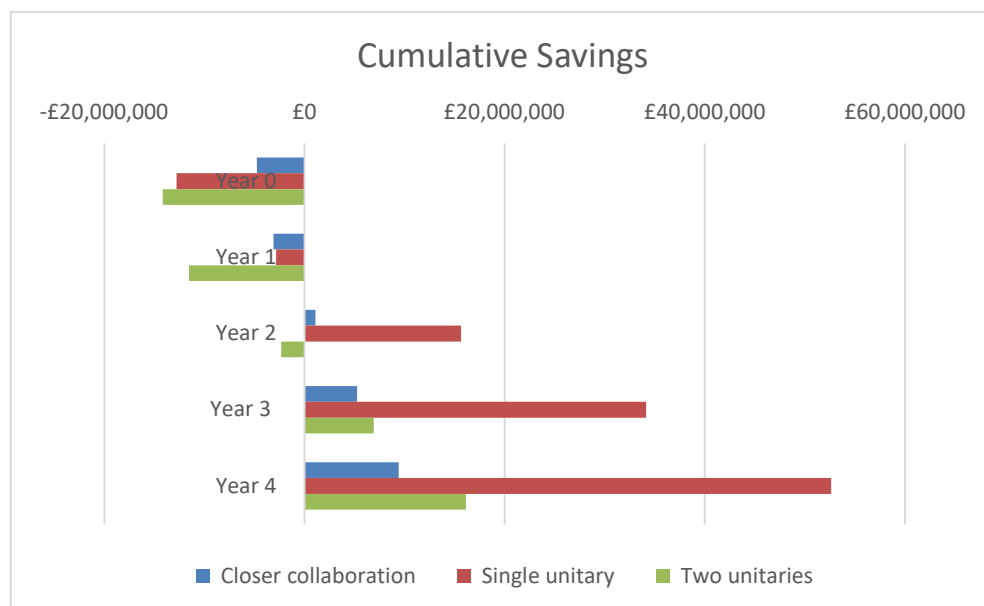 Cumulative Savings
-£20,000,000 £0 £20,000,000 £40,000,000 £60,000,000
Year 0
Year 1
Year 2
Year 3
Year 4
Closer collaboration Single unitary Two unitaries